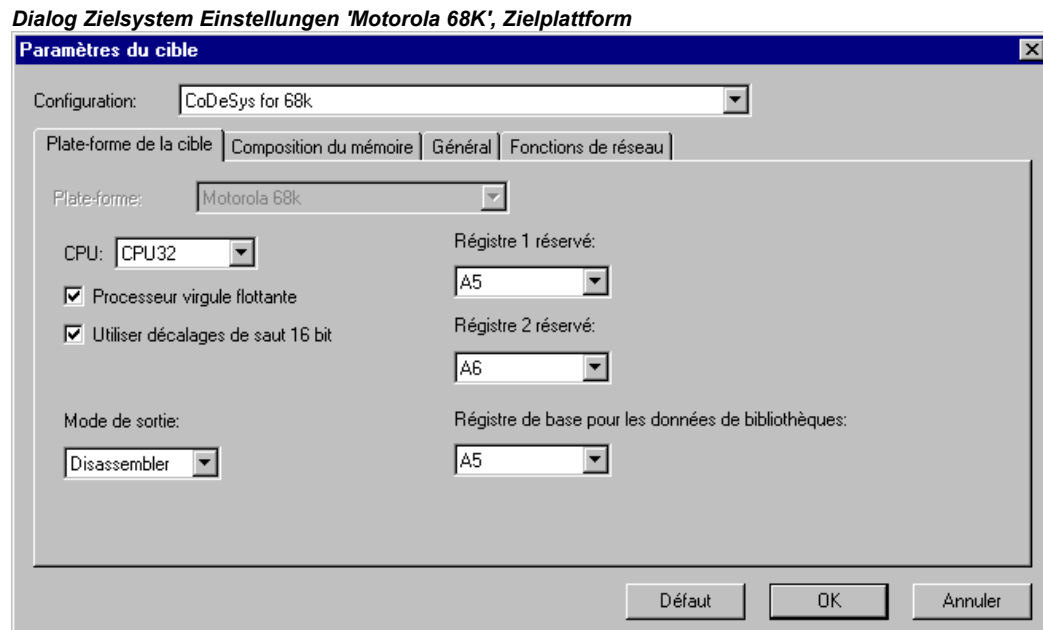 Dialog Zielsystem Einstellungen 'Motorola 68K', Zielplattform
Paramètres du cible
Configuration: CoDeSys for 68k
Plate-forme de la cible Composition du mémoire Général Fonctions de réseau
Plate-forme: Motorola 68k
CPU: CPU32
Processeur virgule flottante
Utiliser décalages de saut 16 bit
Mode de sortie:
Disassembler
Régistre 1 réservé:
A5
Régistre 2 réservé:
A6
Régistre de base pour les données de bibliothèques:
A5
Défaut OK Annuler